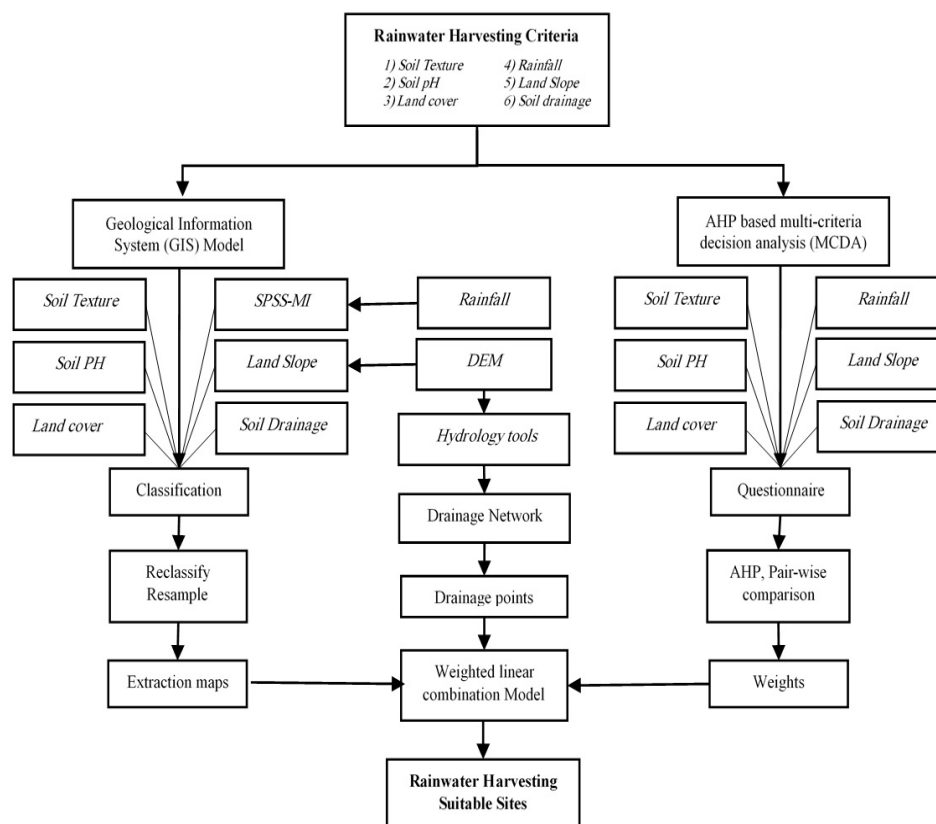 Rainwater Harvesting Criteria
1) Soil Texture 4) Rainfall
2) Soil pH 5) Land Slope
3) Land cover 6) Soil drainage
Geological Information
System (GIS) Model
AHP based multi-criteria
decision analysis (MCDA)
Soil Texture
SPSS-MI
Rainfall
Soil Texture
Rainfall
Soil PH
Land Slope
DEM
Soil PH
Land Slope
Land cover
Soil Drainage
Hydrology tools
Land cover
Soil Drainage
Classification
Drainage Network
Questionnaire
Reclassify
Resample
Drainage points
AHP, Pair-wise
comparison
Extraction maps
Weighted linear
combination Model
Weights
Rainwater Harvesting
Suitable Sites